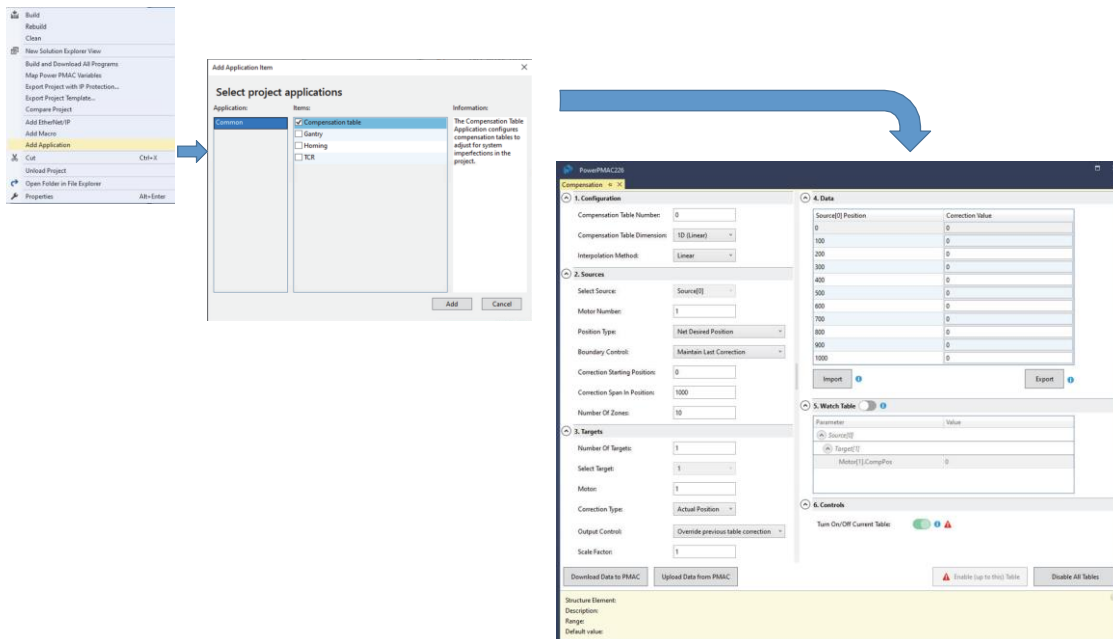 Build
Rebuild
Clean
New Solution Explorer View
Build and Download All Programs
Map Power PMAC Variables
Export Project with IP Protection...
Export Project Template...
Compare Project
Add EtherNet/IP
Add Macro
Add Application
Cut Ctrl+X
Unload Project
Open Folder in File Explorer
Properties Alt+Enter
Add Application Item
Select project applications
Application: Items: Information:
Common
Compensation table
Gantry
Homing
TCR
The Compensation Table
Application configures
compensation tables to
adjust for system
imperfections in the
project.
Add Cancel
PowerPMAC226
Compensation
1. Configuration
Compensation Table Number: 0
Compensation Table Dimension: 1D (Linear)
Interpolation Method: Linear
2. Sources
Select Source: Source[0]
Motor Number: 1
Position Type: Net Desired Position
Boundary Control: Maintain Last Correction
Correction Starting Position: 0
Correction Span In Position: 1000
Number Of Zones: 10
3. Targets
Number Of Targets: 1
Select Target: 1
Motor: 1
Correction Type: Actual Position
Output Control: Override previous table correction
Scale Factor: 1
4. Data
Source[0] Position Correction Value
0 0
100 0
200 0
300 0
400 0
500 0
600 0
700 0
800 0
900 0
1000 0
Import Export
5. Watch Table
Parameter Value
Source[0]
Target[1]
Motor[1].CompPos 0
6. Controls
Turn On/Off Current Table:
Download Data to PMAC Upload Data from PMAC Enable (up to this) Table Disable All Tables
Structure Element:
Description:
Range:
Default value: